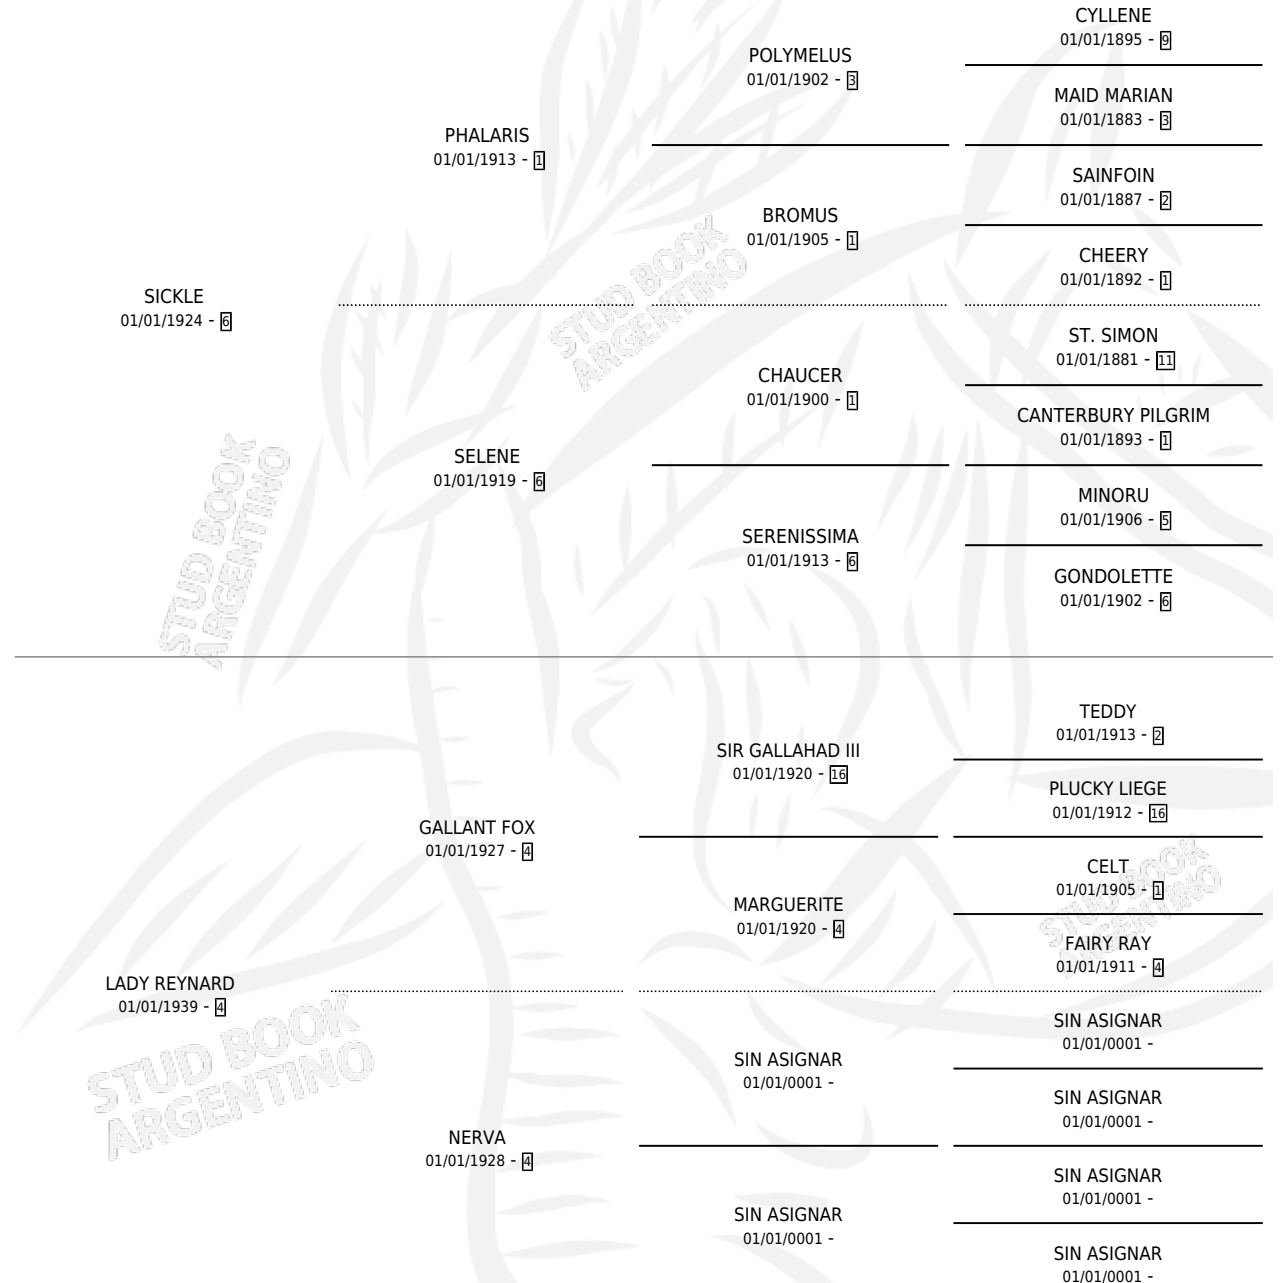 CYLLENE
01/01/1895 - 9
POLYMELUS
01/01/1902 - 3
MAID MARIAN
01/01/1883 - 3
PHALARIS
01/01/1913 - 1
SAINFOIN
01/01/1887 - 2
BROMUS
01/01/1905 - 1
CHEERY
01/01/1892 - 1
SICKLE
01/01/1924 - 6
ST. SIMON
01/01/1881 - 11
CHAUCER
01/01/1900 - 1
CANTERBURY PILGRIM
01/01/1893 - 1
SELENE
01/01/1919 - 6
MINORU
01/01/1906 - 5
SERENISSIMA
01/01/1913 - 6
GONDOLETTE
01/01/1902 - 6
TEDDY
01/01/1913 - 2
SIR GALLAHAD III
01/01/1920 - 16
PLUCKY LIEGE
01/01/1912 - 16
GALLANT FOX
01/01/1927 - 4
CELT
01/01/1905 - 1
MARGUERITE
01/01/1920 - 4
FAIRY RAY
01/01/1911 - 4
LADY REYNARD
01/01/1939 - 4
SIN ASIGNAR
01/01/0001 -
SIN ASIGNAR
01/01/0001 -
SIN ASIGNAR
01/01/0001 -
NERVA
01/01/1928 - 4
SIN ASIGNAR
01/01/0001 -
SIN ASIGNAR
01/01/0001 -
SIN ASIGNAR
01/01/0001 -
STUD BOOK
ARGENTINO
STUD BOOK
ARGENTINO
STUD BOOK
ARGENTINO
STUD BOOK
ARGENTINO